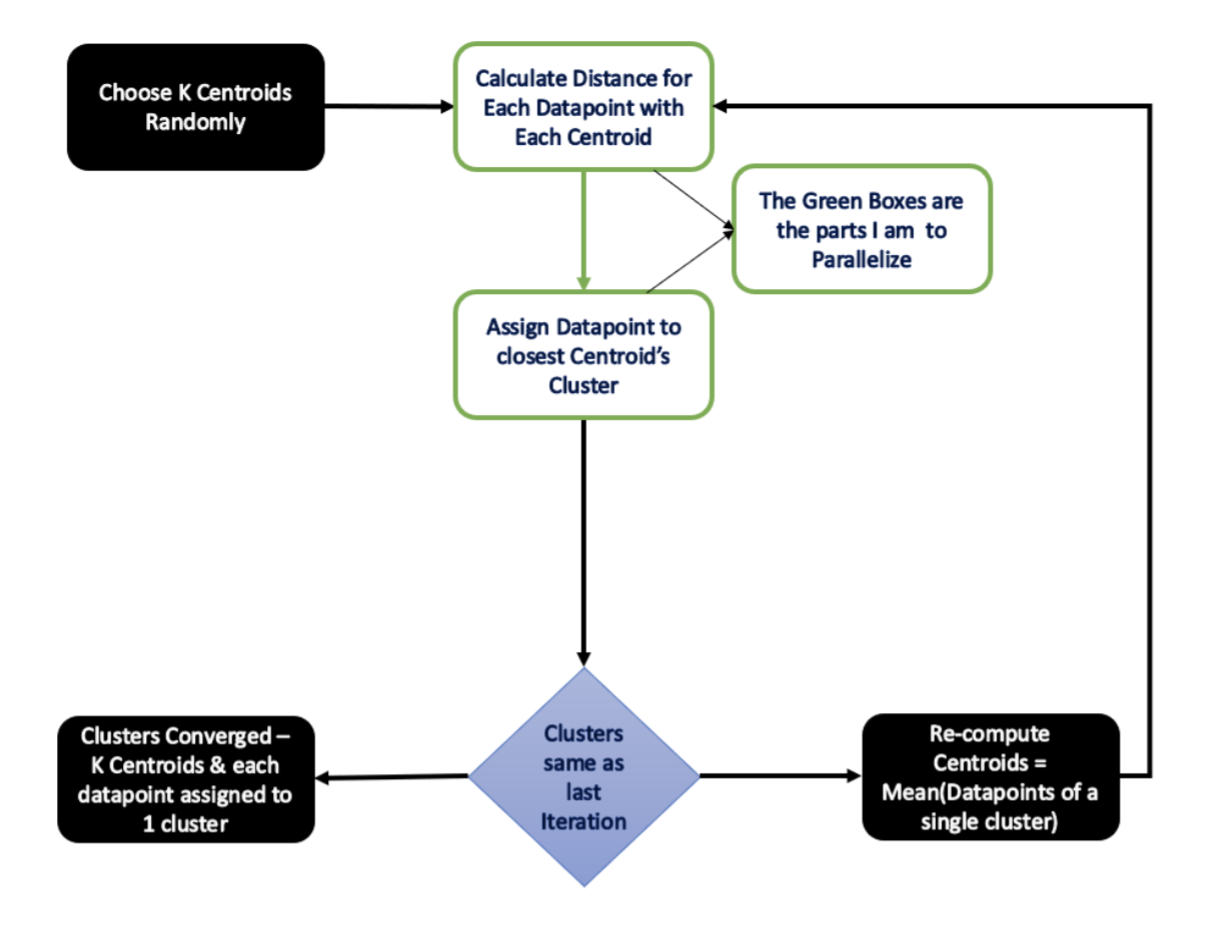 Choose K Centroids
Randomly
Calculate Distance for
Each Datapoint with
Each Centroid
The Green Boxes are
the parts I am to
Parallelize
Assign Datapoint to
closest Centroid's
Cluster
Clusters Converged –
K Centroids & each
datapoint assigned to
1 cluster
Clusters
same as
last
Iteration
Re-compute
Centroids =
Mean(Datapoints of a
single cluster)